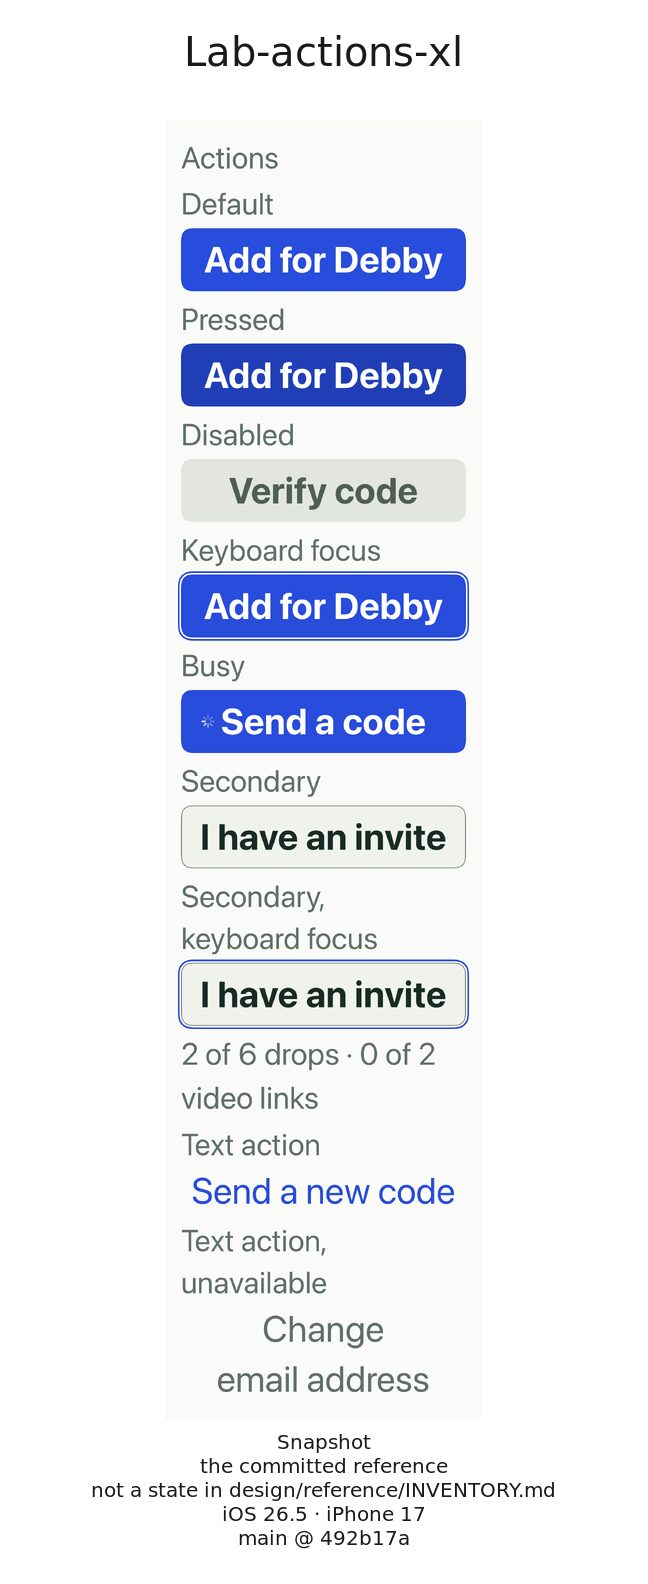 Lab-actions-xl
Actions
Default
Add for Debby
Pressed
Add for Debby
Disabled
Verify code
Keyboard focus
Add for Debby
Busy
Send a code
Secondary
I have an invite
Secondary,
keyboard focus
I have an invite
2 of 6 drops · 0 of 2
video links
Text action
Send a new code
Text action,
unavailable
Change
email address
Snapshot
the committed reference
not a state in design/reference/INVENTORY.md
iOS 26.5 · iPhone 17
main @ 492b17a